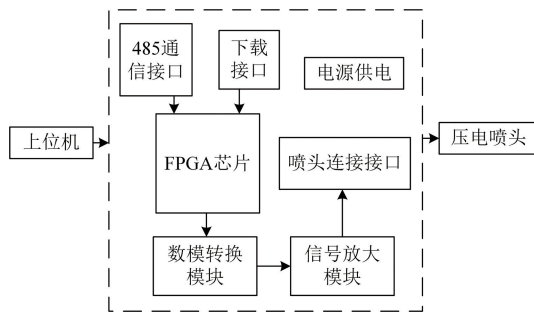 485通
信接口
下载
接口
电源供电
上位机
FPGA芯片
喷头连接接口
压电喷头
数模转换
模块
信号放大
模块